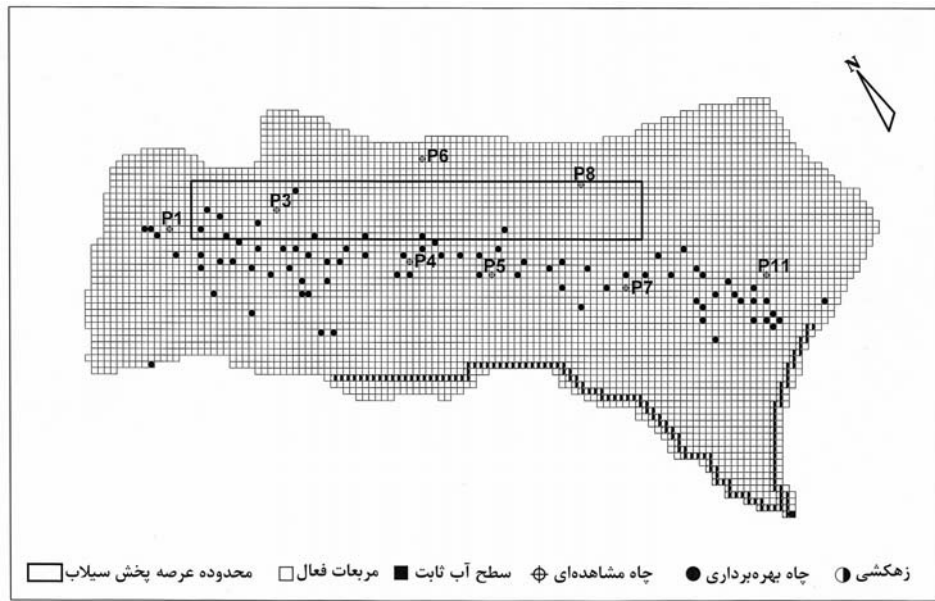 N
P6
P8
P3
P1
P4
P5
P11
P7
محدوده عرصه پخش سیلاب مربعات فعال سطح آب ثابت چاه مشاهده‌ای چاه بهره‌برداری زهکشی